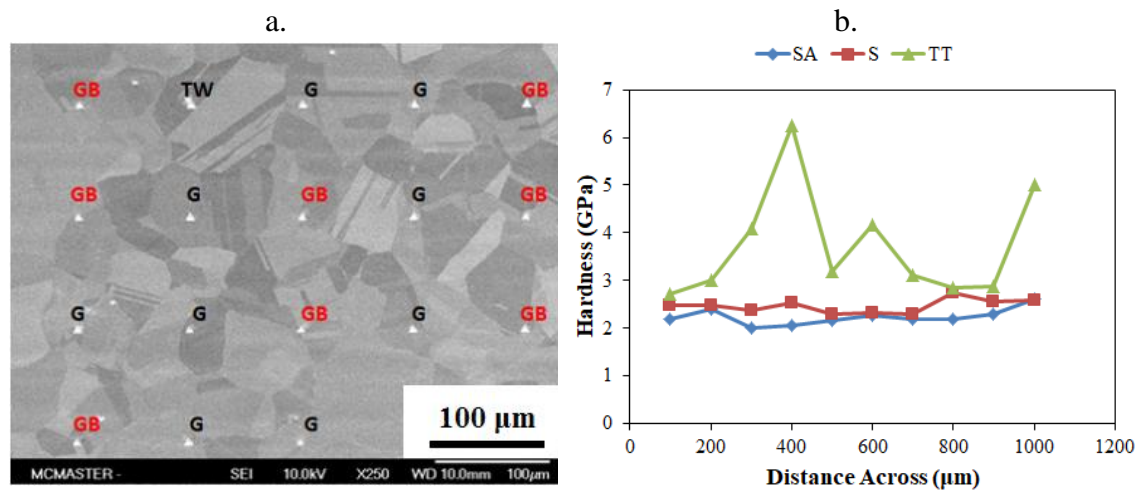 a.
GB TW G G GB
GB G GB G GB
G G GB G GB
GB G G
100 µm
MCMASTER - SEI 10.0kV X250 WD 10.0mm 100µm
b.
SA S TT
7
6
5
4
3
2
1
0
Hardness (GPa)
0 200 400 600 800 1000 1200
Distance Across (µm)